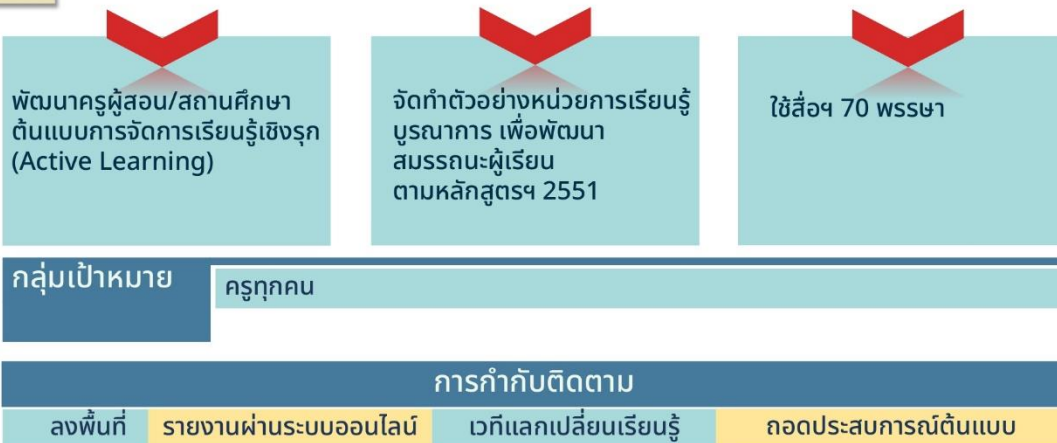 พัฒนาครูผู้สอน/สถานศึกษา
ต้นแบบการจัดการเรียนรู้เชิงรุก
(Active Learning)
จัดทำตัวอย่างหน่วยการเรียนรู้
บูรณาการ เพื่อพัฒนา
สมรรถนะผู้เรียน
ตามหลักสูตรฯ 2551
ใช้สื่อฯ 70 พรรษา
กลุ่มเป้าหมาย
ครูทุกคน
การกำกับติดตาม
ลงพื้นที่
รายงานผ่านระบบออนไลน์
เวทีแลกเปลี่ยนเรียนรู้
ถอดประสบการณ์ต้นแบบ